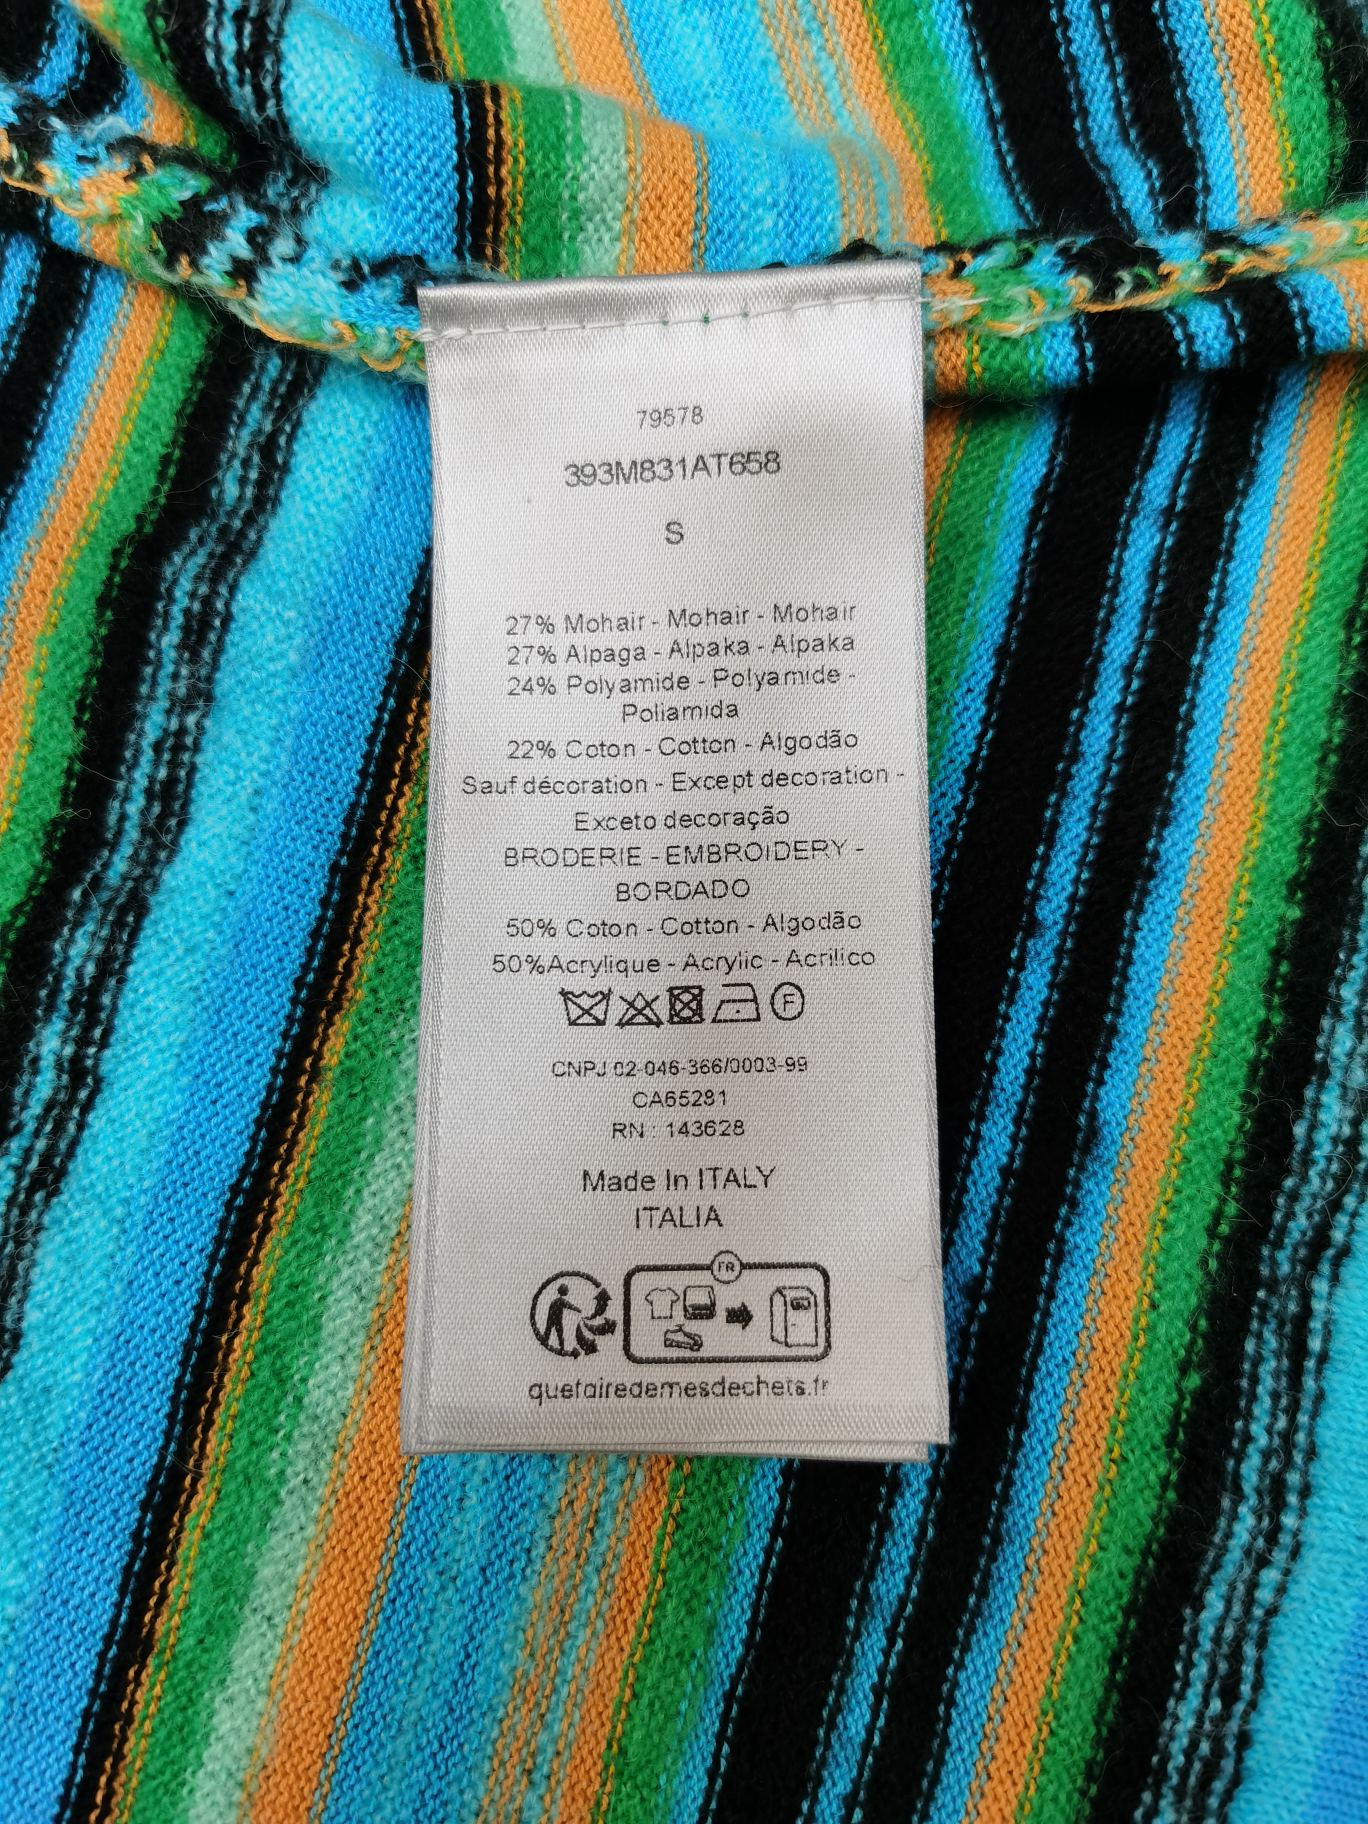 79578
393M831AT658
S
27% Mohair - Mohair - Mohair
27% Alpaga - Alpaka - Alpaka
24% Polyamide - Polyamide -
Poliamida
22% Coton - Cotton - Algodão
Sauf décoration - Except decoration -
Exceto decoração
BRODERIE - EMBROIDERY -
BORDADO
50% Coton - Cotton - Algodão
50%Acrylique - Acrylic - Acrilico
F
CNPJ 02-046-366/0003-99
CA65281
RN : 143628
Made In ITALY
ITALIA
FR
quefairedemesdechets.fr